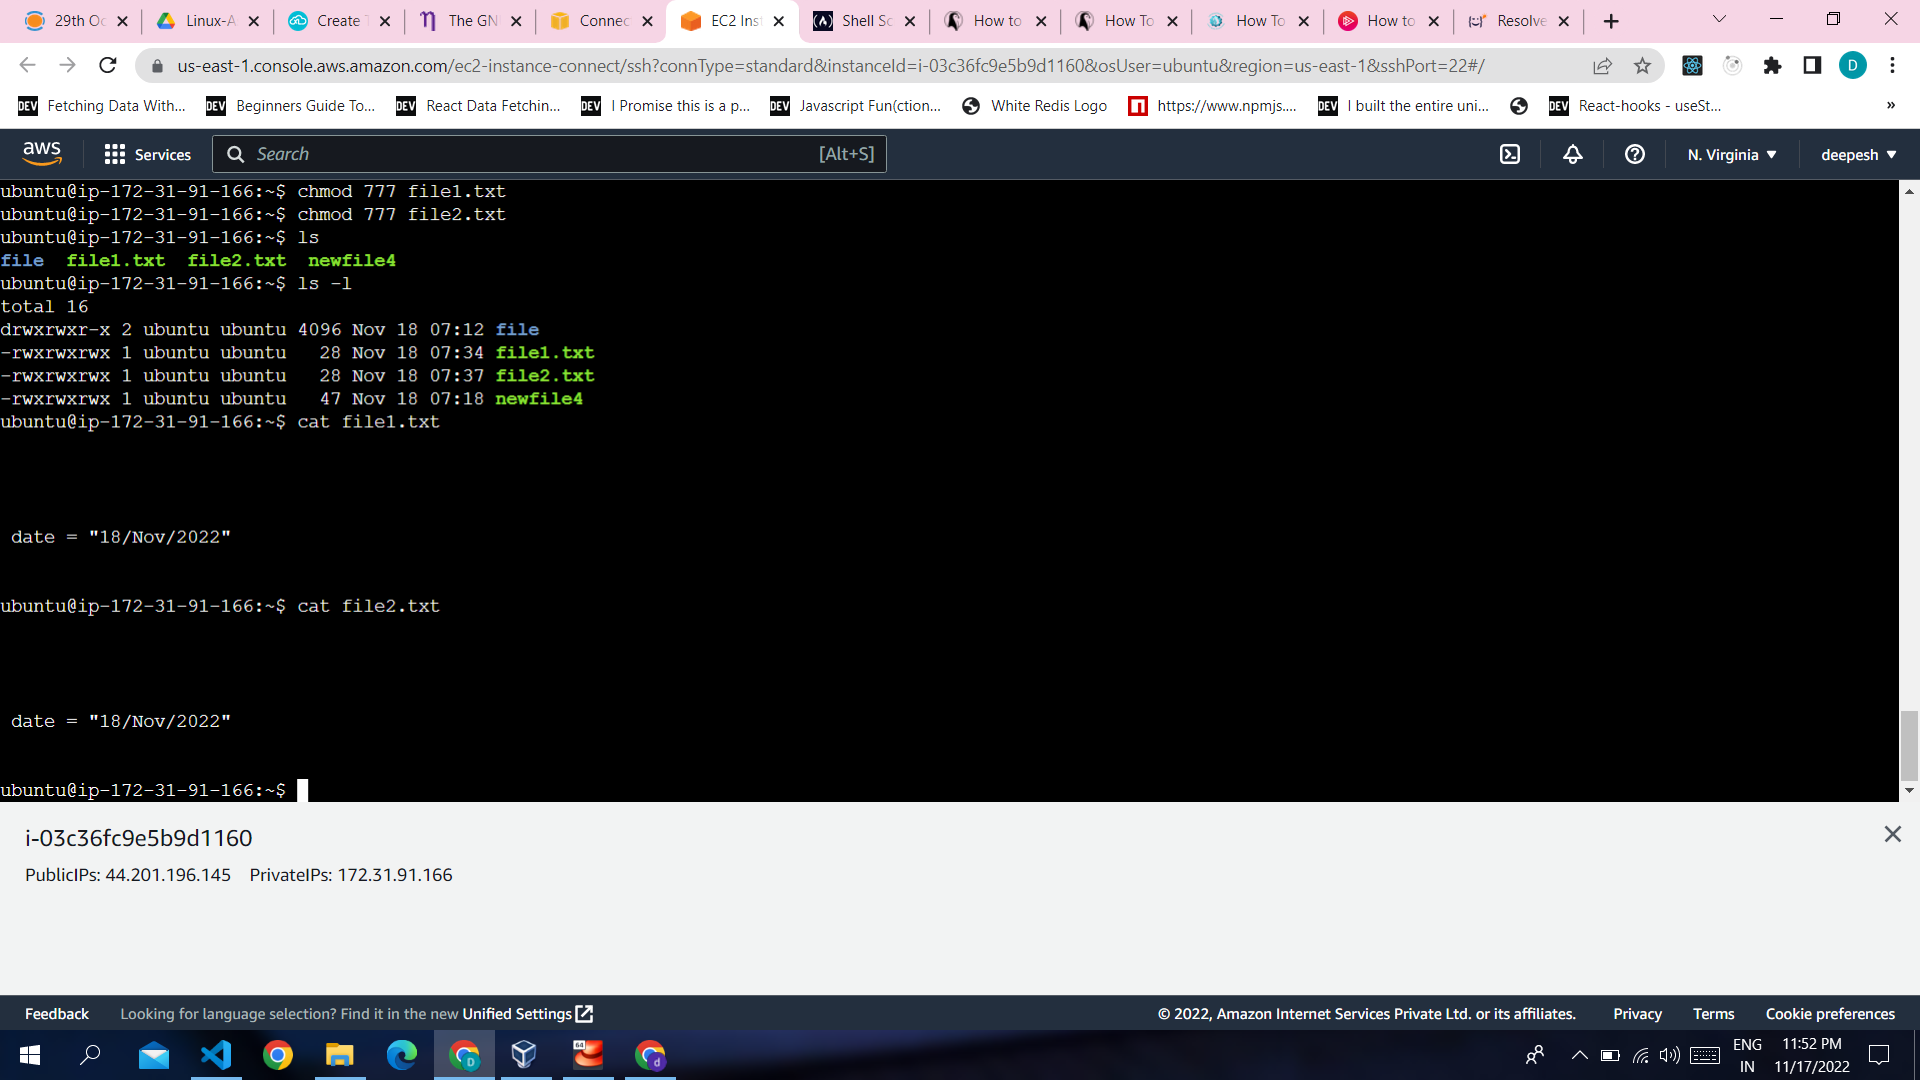 29th Oc
Linux-A
Create T
The GN
Connec
EC2 Inst
Shell Sc
How to
How To
How To
How to
Resolve
us-east-1.console.aws.amazon.com/ec2-instance-connect/ssh?connType=standard&instanceId=i-03c36fc9e5b9d1160&osUser=ubuntu&region=us-east-1&sshPort=22#/
D
DEV Fetching Data With...
DEV Beginners Guide To...
DEV React Data Fetchin...
DEV I Promise this is a p...
DEV Javascript Fun(ction...
White Redis Logo
https://www.npmjs....
DEV I built the entire uni...
DEV React-hooks - useSt...
»
aws
Services
Search
[Alt+S]
N. Virginia
deepesh
ubuntu@ip-172-31-91-166:~$ chmod 777 file1.txt
ubuntu@ip-172-31-91-166:~$ chmod 777 file2.txt
ubuntu@ip-172-31-91-166:~$ ls
file  file1.txt  file2.txt  newfile4
ubuntu@ip-172-31-91-166:~$ ls -l
total 16
drwxrwxr-x 2 ubuntu ubuntu 4096 Nov 18 07:12 file
-rwxrwxrwx 1 ubuntu ubuntu   28 Nov 18 07:34 file1.txt
-rwxrwxrwx 1 ubuntu ubuntu   28 Nov 18 07:37 file2.txt
-rwxrwxrwx 1 ubuntu ubuntu   47 Nov 18 07:18 newfile4
ubuntu@ip-172-31-91-166:~$ cat file1.txt
date = "18/Nov/2022"
ubuntu@ip-172-31-91-166:~$ cat file2.txt
date = "18/Nov/2022"
ubuntu@ip-172-31-91-166:~$
i-03c36fc9e5b9d1160
PublicIPs: 44.201.196.145    PrivateIPs: 172.31.91.166
Feedback
Looking for language selection? Find it in the new Unified Settings
© 2022, Amazon Internet Services Private Ltd. or its affiliates.
Privacy
Terms
Cookie preferences
D
64
d
ENG
IN
11:52 PM
11/17/2022